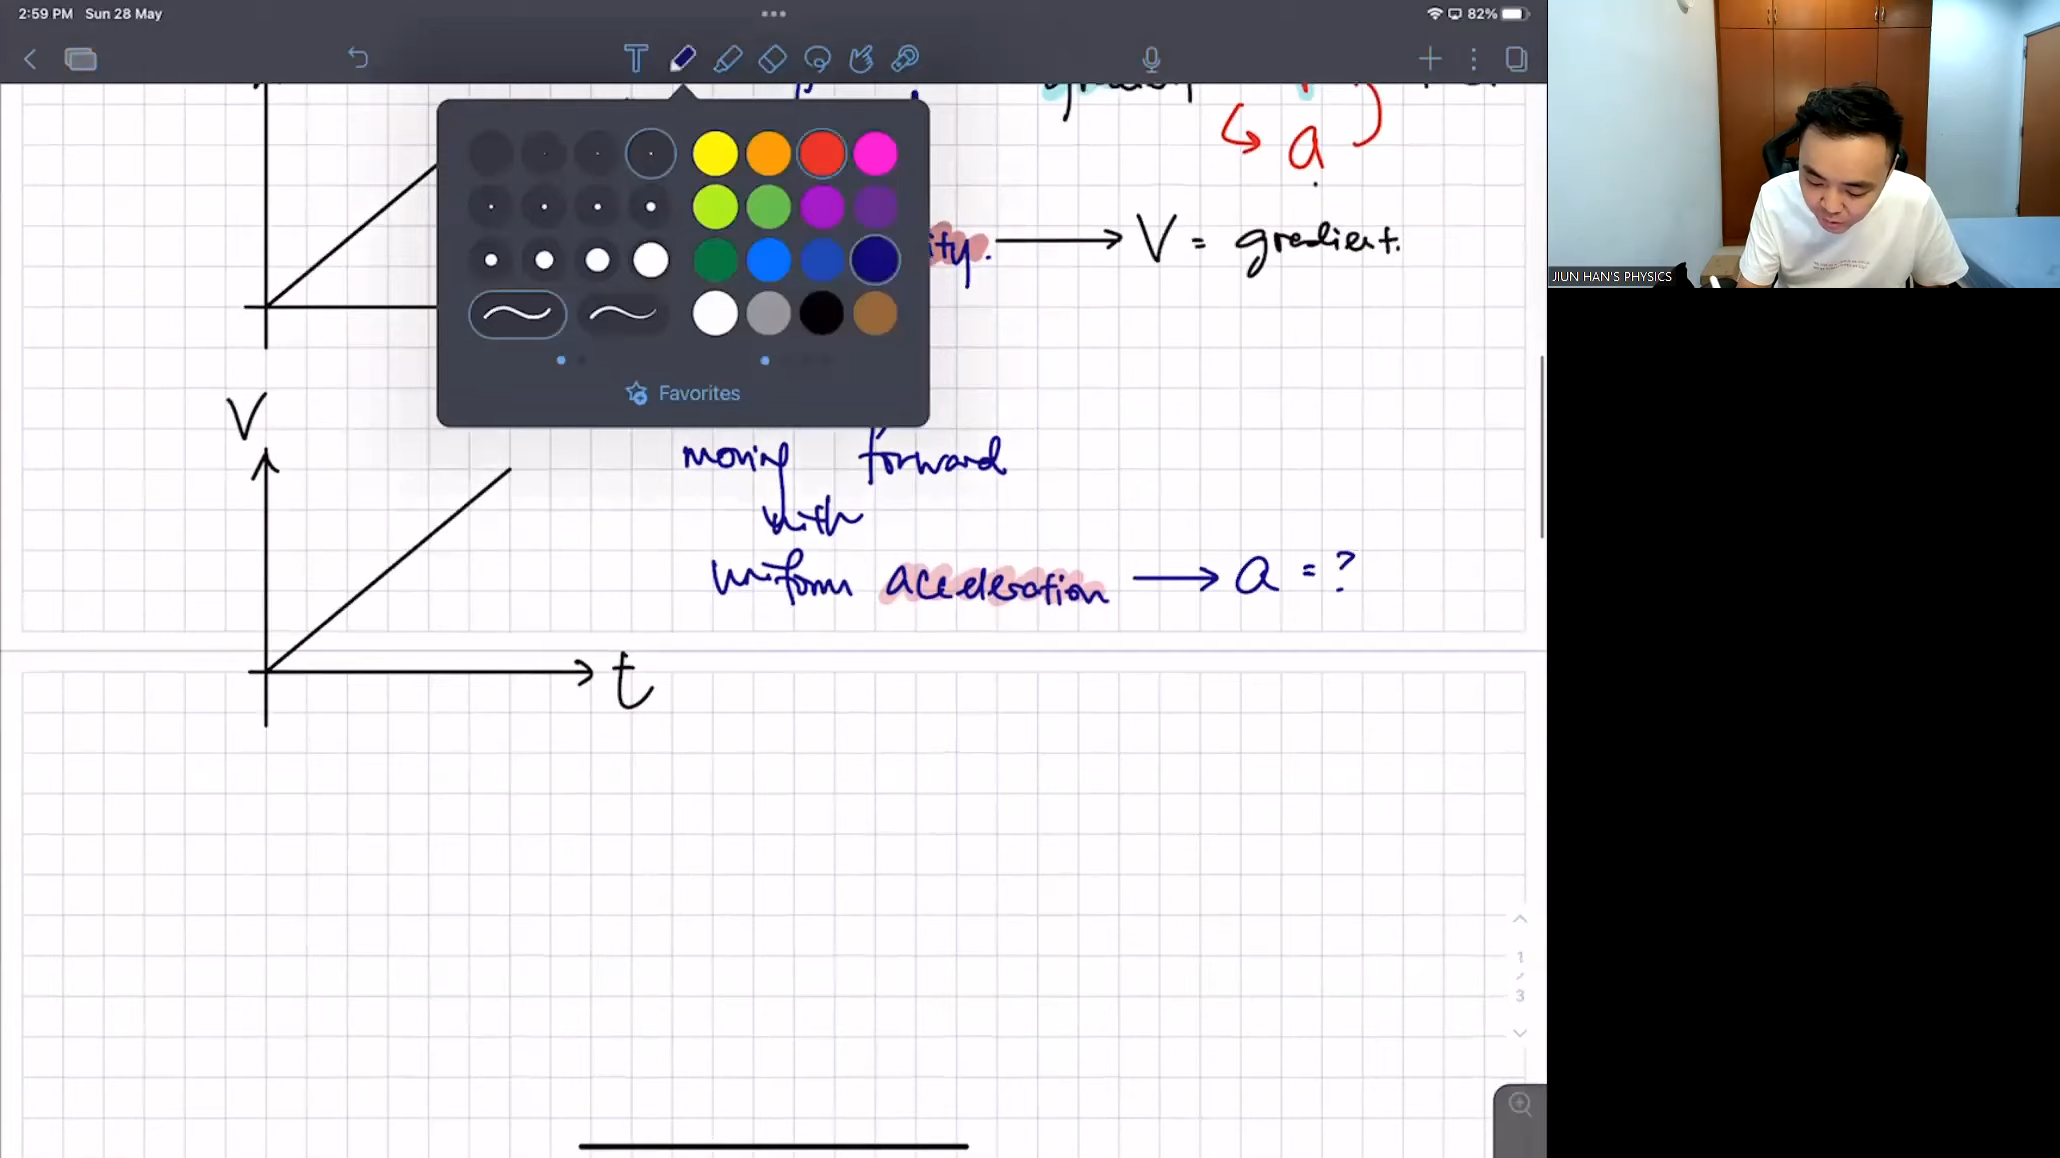 2:59 PM Sun 28 May
82%
T
a
ity. → V = gradient.
JIUN HAN'S PHYSICS
Favorites
V
moving forward
with
uniform acceleration → a = ?
t
1
3